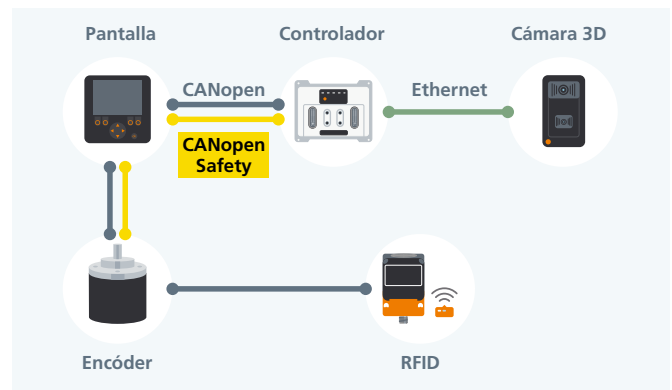 Pantalla
Controlador
Cámara 3D
CANopen
Ethernet
CANopen
Safety
Encóder
RFID